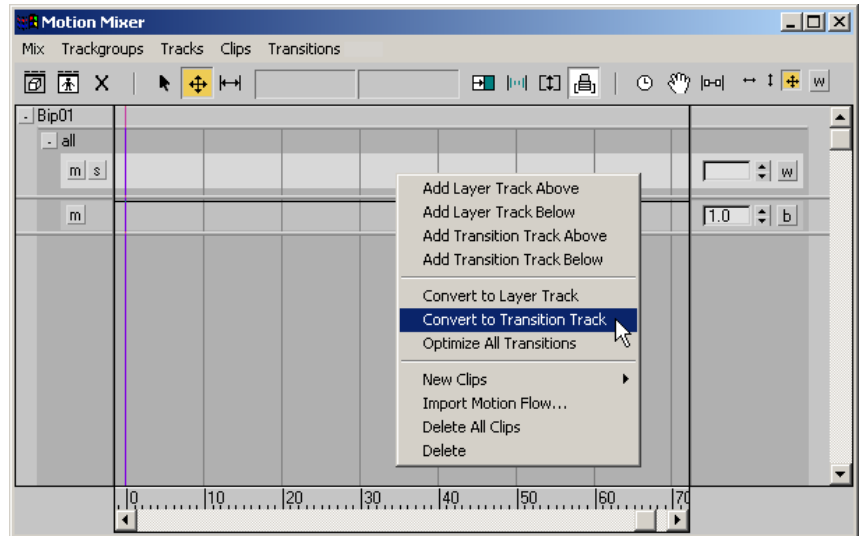 Motion Mixer
Mix Trackgroups Tracks Clips Transitions
X w
- Bip01
- all
m s w
m 1.0 b
Add Layer Track Above
Add Layer Track Below
Add Transition Track Above
Add Transition Track Below
Convert to Layer Track
Convert to Transition Track
Optimize All Transitions
New Clips
Import Motion Flow...
Delete All Clips
Delete
0 10 20 30 40 50 60 70